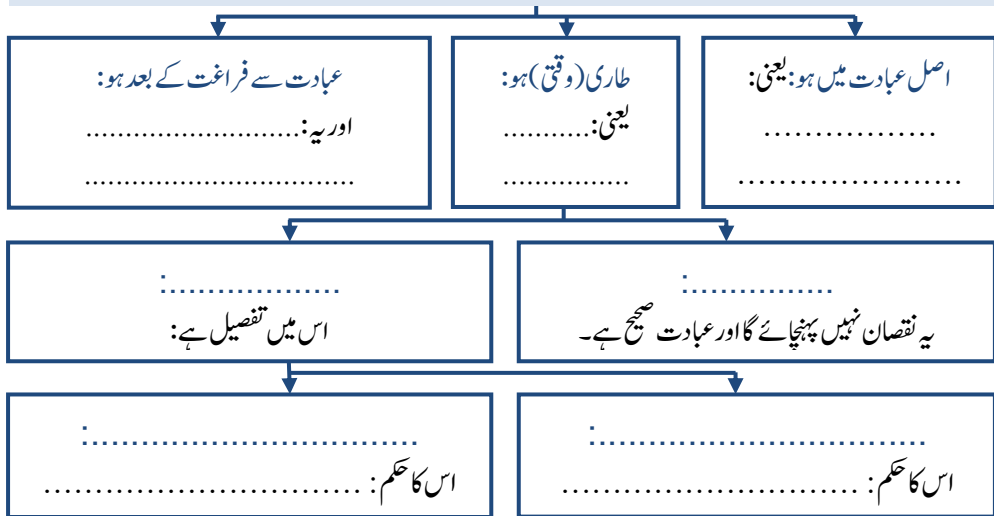 اصل عبادت میں ہو: یعنی:
................
......................
طاری (وقتی) ہو:
یعنی:...........
................
عبادت سے فراغت کے بعد ہو:
اور یہ:...........................
..................................
...............:
یہ نقصان نہیں پہنچائے گا اور عبادت صحیح ہے۔
..................:
اس میں تفصیل ہے:
................................:
اس کا حکم: .............................
................................:
اس کا حکم: ...............................